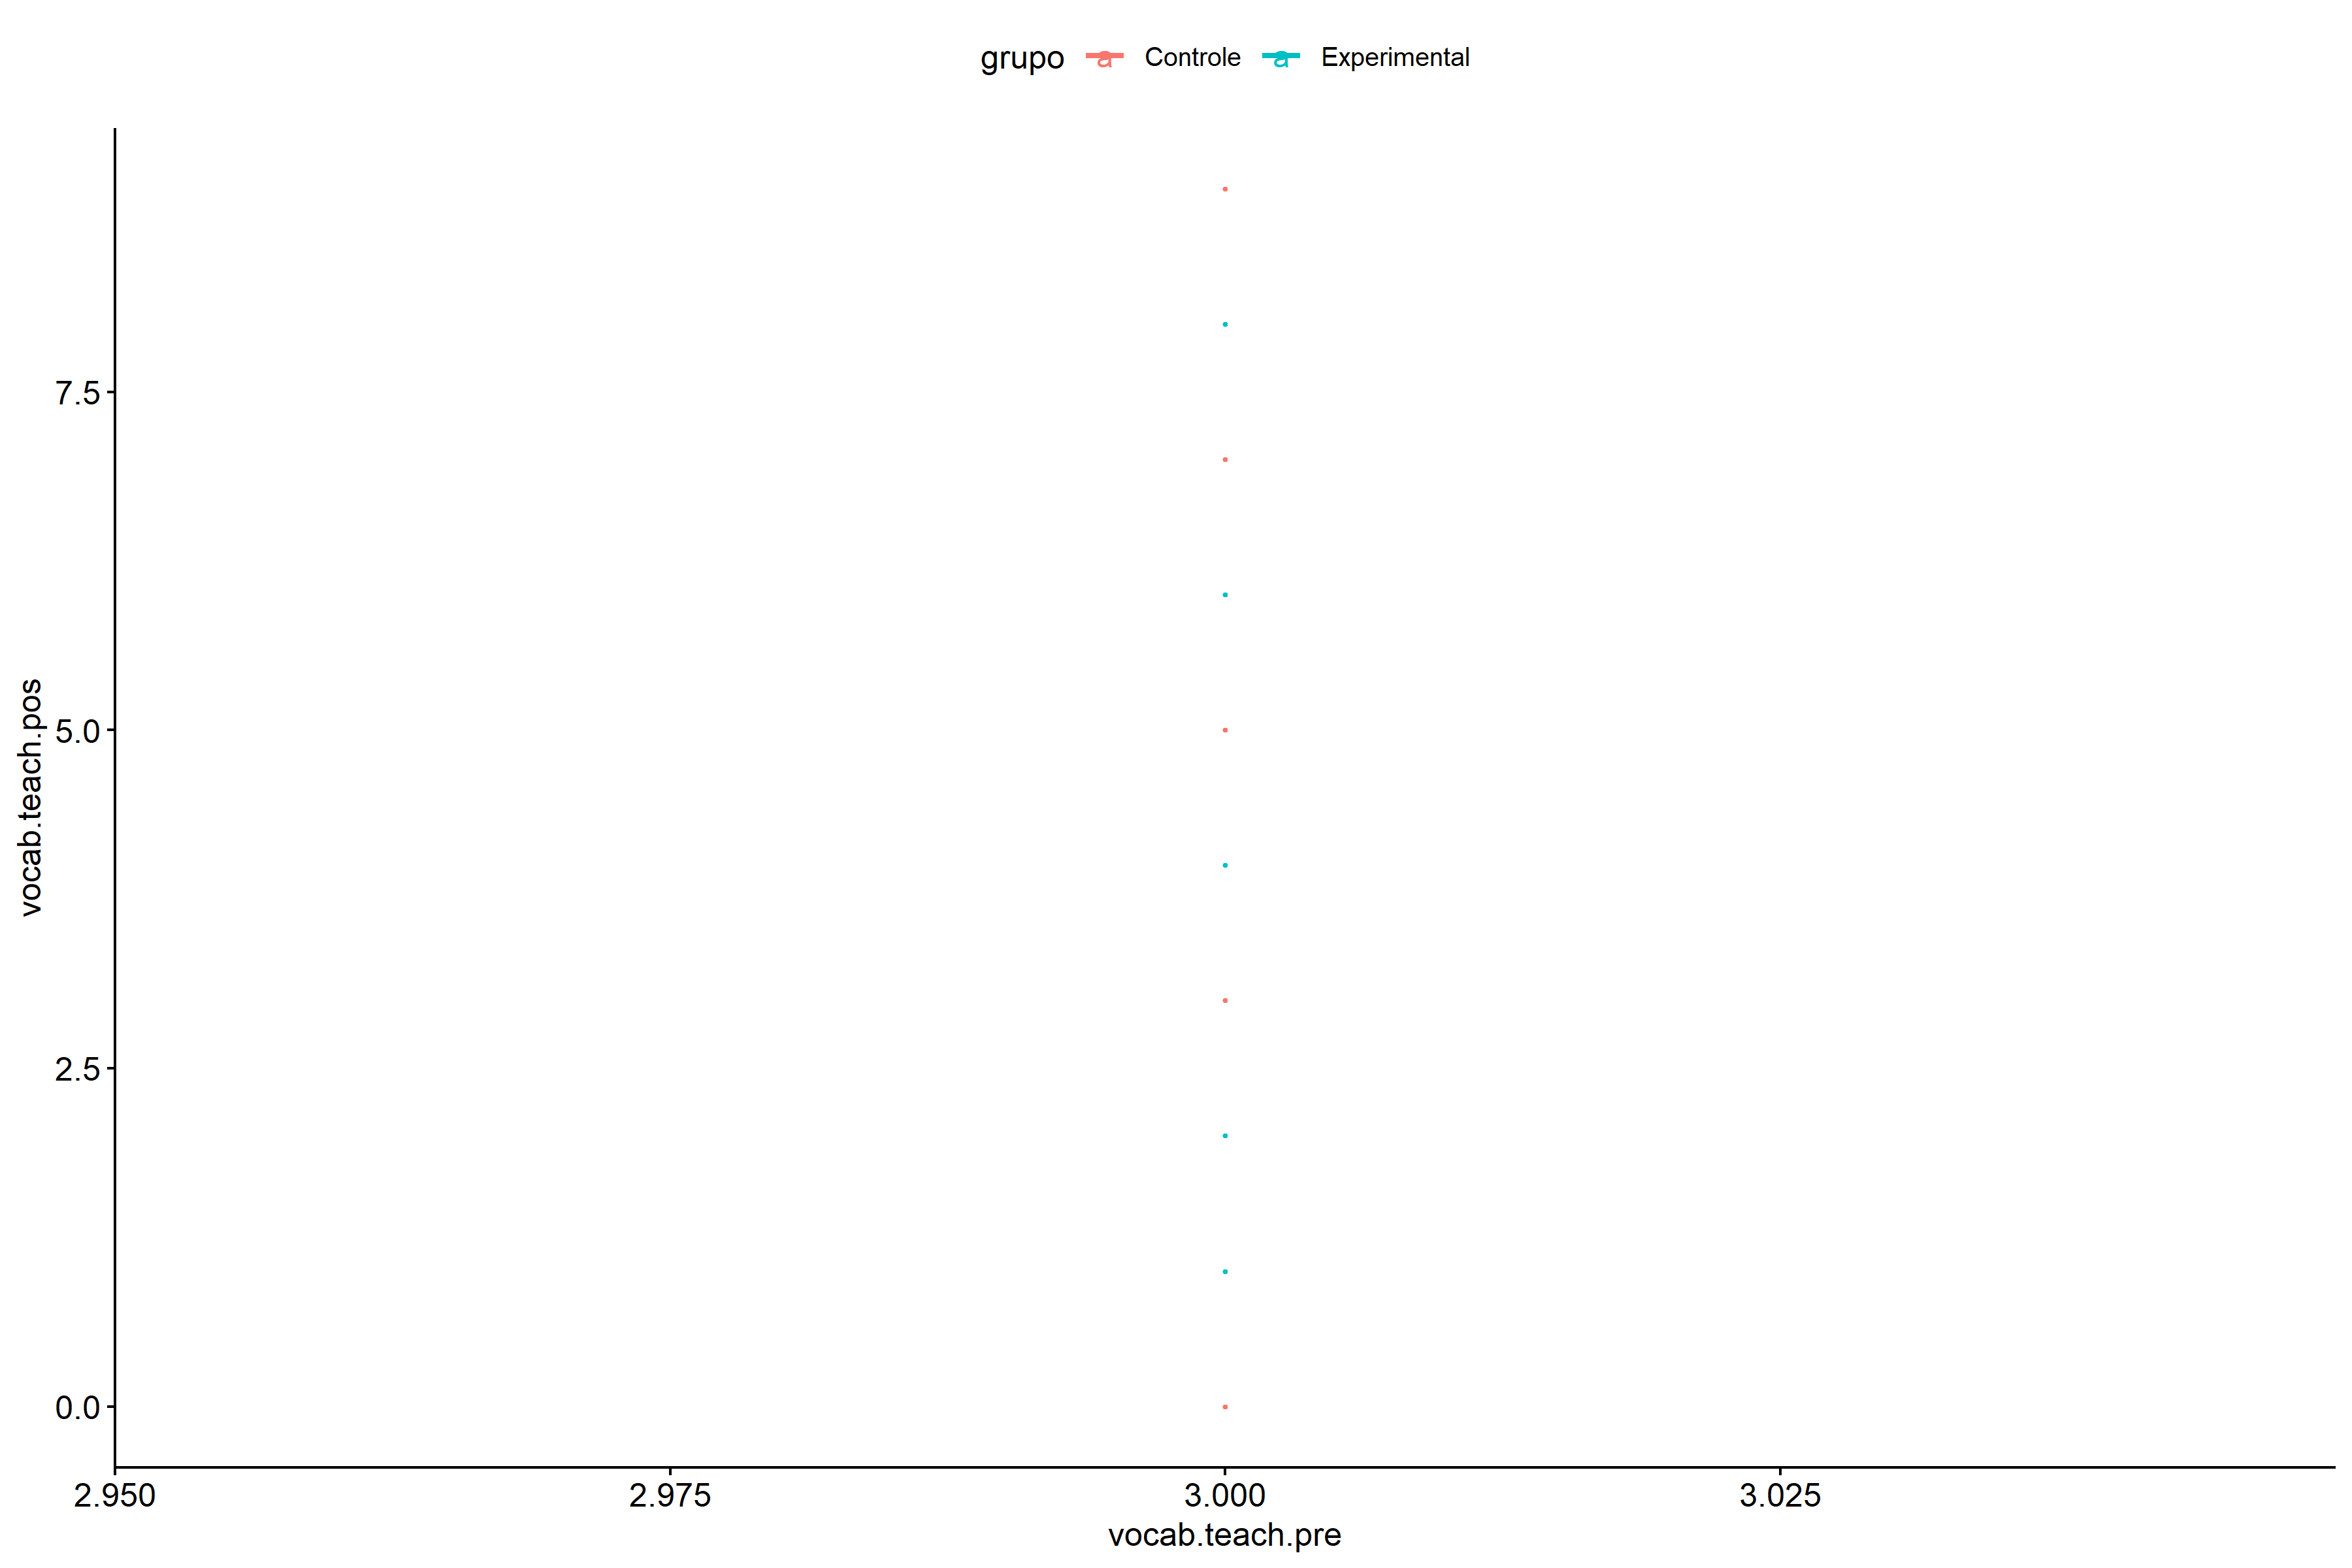 grupo a Controle a Experimental
7.5
5.0
2.5
0.0
vocab.teach.pos
2.950 2.975 3.000 3.025
vocab.teach.pre